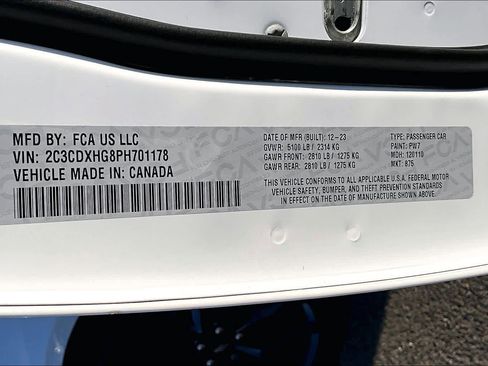 MFD BY: FCA US LLC
VIN: 2C3CDXHG8PH701178
VEHICLE MADE IN: CANADA
DATE OF MFR (BUILT): 12-23
GVWR: 5100 LB / 2314 KG
GAWR FRONT: 2810 LB / 1275 KG
GAWR REAR: 2810 LB / 1275 KG
TYPE: PASSENGER CAR
PAINT: PW7
MDH: 120110
MKT: 875
THIS VEHICLE CONFORMS TO ALL APPLICABLE U.S.A. FEDERAL MOTOR
VEHICLE SAFETY, BUMPER, AND THEFT PREVENTION STANDARDS
IN EFFECT ON THE DATE OF MANUFACTURE SHOWN ABOVE.